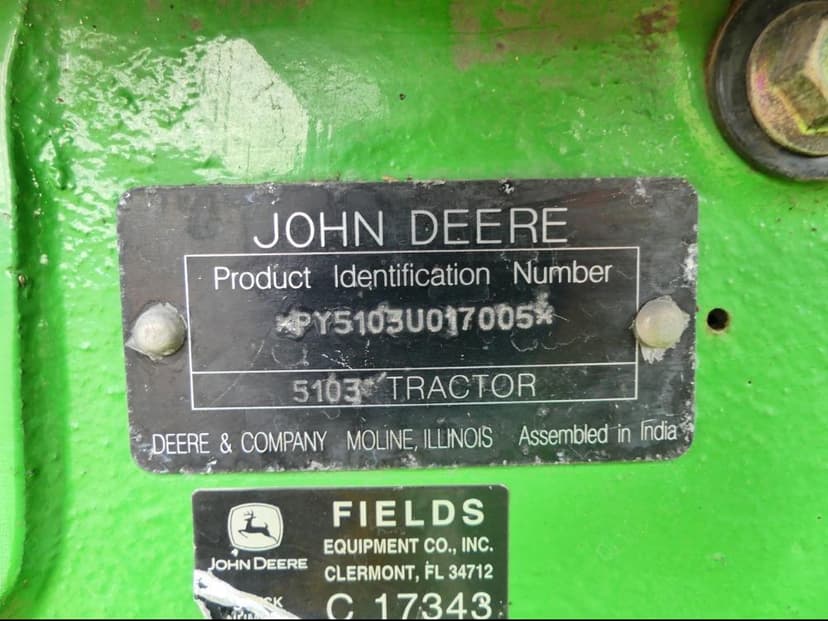 JOHN DEERE
Product Identification Number
*PY5103U017005*
5103 TRACTOR
DEERE & COMPANY MOLINE, ILLINOIS Assembled in India
FIELDS
EQUIPMENT CO., INC.
JOHN DEERE
CLERMONT, FL 34712
C 17343